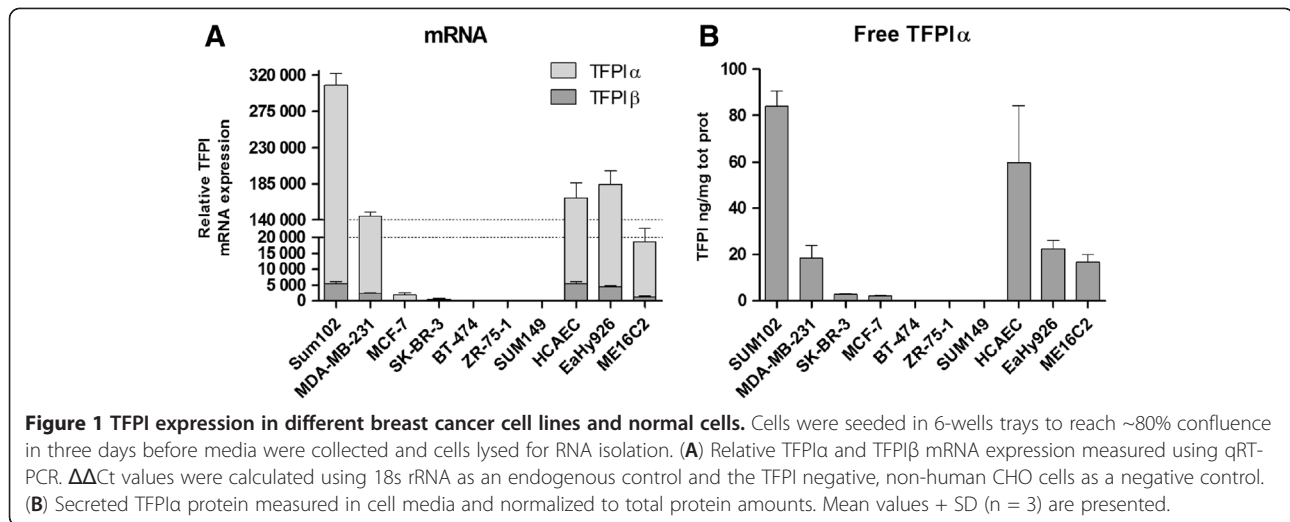 A
mRNA
Relative TFPI
mRNA expression
320 000
275 000
230 000
185 000
140 000
20 000
15 000
10 000
5 000
0
TFPIα
TFPIβ
Sum102
MDA-MB-231
MCF-7
SK-BR-3
BT-474
ZR-75-1
SUM149
HCAEC
EaHy926
ME16C2
B
Free TFPIα
TFPI ng/mg tot prot
100
80
60
40
20
0
SUM102
MDA-MB-231
SK-BR-3
MCF-7
BT-474
ZR-75-1
SUM149
HCAEC
EaHy926
ME16C2
Figure 1 TFPI expression in different breast cancer cell lines and normal cells. Cells were seeded in 6-wells trays to reach ~80% confluence
in three days before media were collected and cells lysed for RNA isolation. (A) Relative TFPIα and TFPIβ mRNA expression measured using qRT-
PCR. ΔΔCt values were calculated using 18s rRNA as an endogenous control and the TFPI negative, non-human CHO cells as a negative control.
(B) Secreted TFPIα protein measured in cell media and normalized to total protein amounts. Mean values + SD (n = 3) are presented.